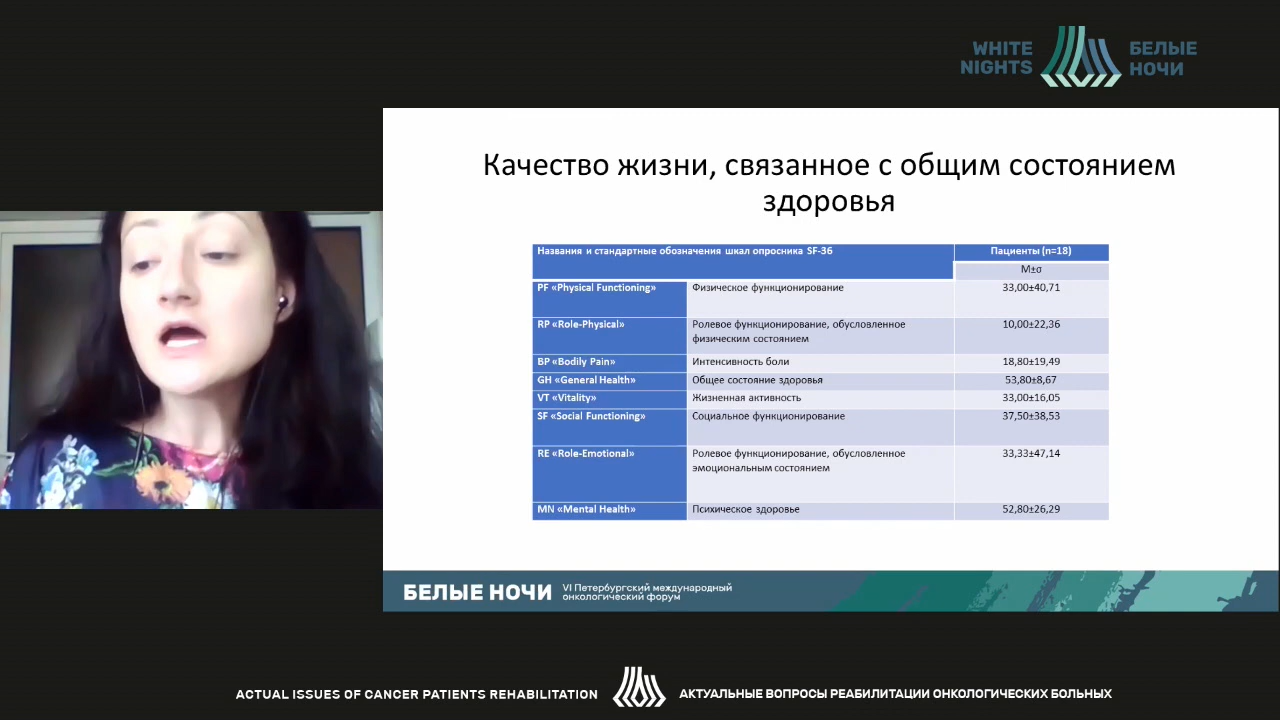 WHITE
NIGHTS
БЕЛЫЕ
НОЧИ
Качество жизни, связанное с общим состоянием
здоровья
Названия и стандартные обозначения шкал опросника SF-36
Пациенты (n=18)
M±σ
PF «Physical Functioning»
Физическое функционирование
33,00±40,71
RP «Role-Physical»
Ролевое функционирование, обусловленное
физическим состоянием
10,00±22,36
BP «Bodily Pain»
Интенсивность боли
18,80±19,49
GH «General Health»
Общее состояние здоровья
53,80±8,67
VT «Vitality»
Жизненная активность
33,00±16,05
SF «Social Functioning»
Социальное функционирование
37,50±38,53
RE «Role-Emotional»
Ролевое функционирование, обусловленное
эмоциональным состоянием
33,33±47,14
MN «Mental Health»
Психическое здоровье
52,80±26,29
БЕЛЫЕ НОЧИ
VI Петербургский международный
онкологический форум
ACTUAL ISSUES OF CANCER PATIENTS REHABILITATION
АКТУАЛЬНЫЕ ВОПРОСЫ РЕАБИЛИТАЦИИ ОНКОЛОГИЧЕСКИХ БОЛЬНЫХ